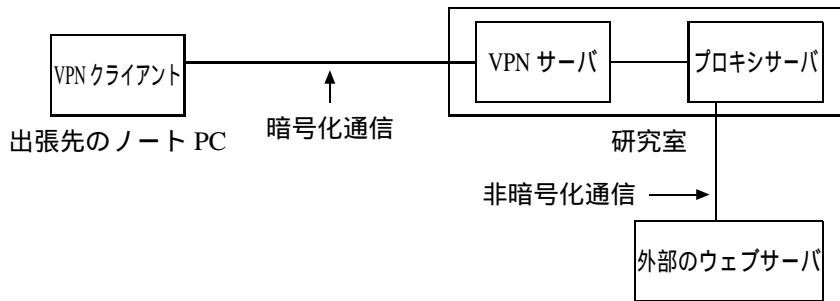 VPN クライアント
出張先のノート PC
暗号化通信
VPN サーバ
プロキシサーバ
研究室
非暗号化通信
外部のウェブサーバ